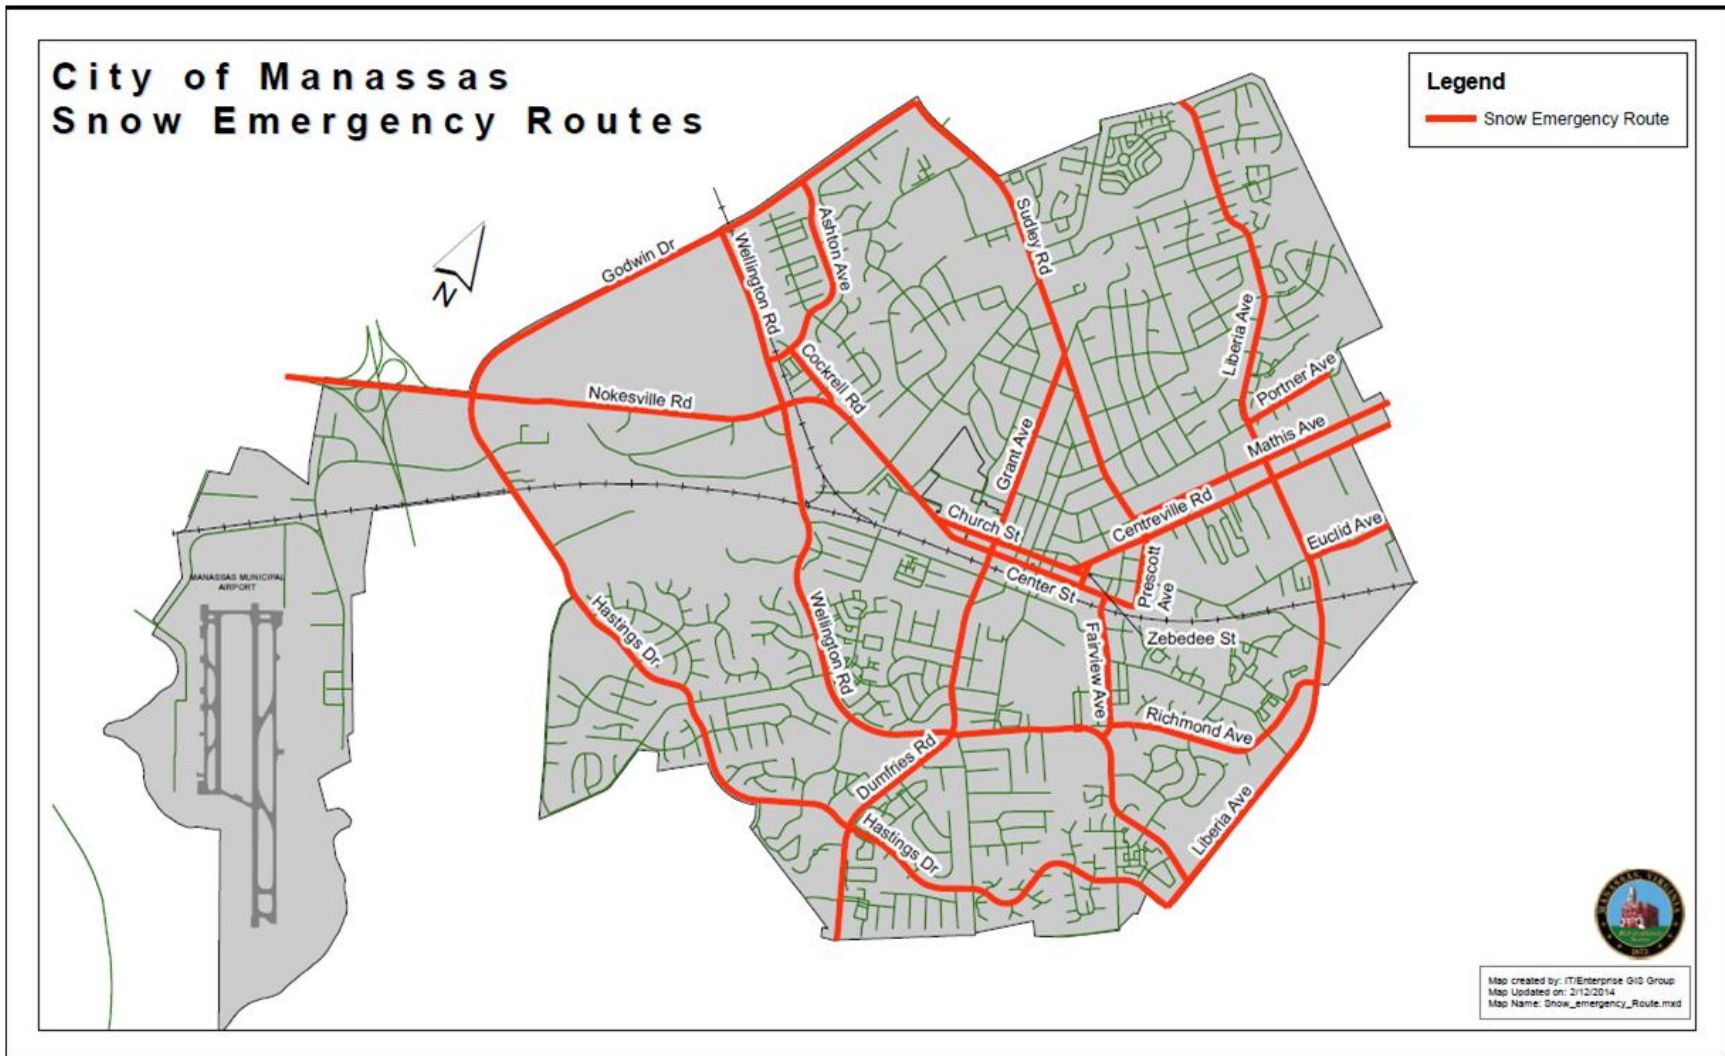 City of Manassas
Snow Emergency Routes
Legend
Snow Emergency Route
N
Godwin Dr
Wellington Rd
Ashton Ave
Sudley Rd
Cockrell Rd
Nokesville Rd
Grant Ave
Liberia Ave
Portner Ave
Mathis Ave
Centreville Rd
Church St
Euclid Ave
Center St
Prescott
Ave
Zebedee St
MANASSAS MUNICIPAL
AIRPORT
Hastings Dr.
Wellington Rd
Fairview Ave
Richmond Ave
Dumfries Rd
Hastings Dr
Liberia Ave
MANASSAS, VIRGINIA
1873
Map created by: IT/Enterprise GIS Group
Map Updated on: 2/12/2014
Map Name: Snow_emergency_Route.mxd